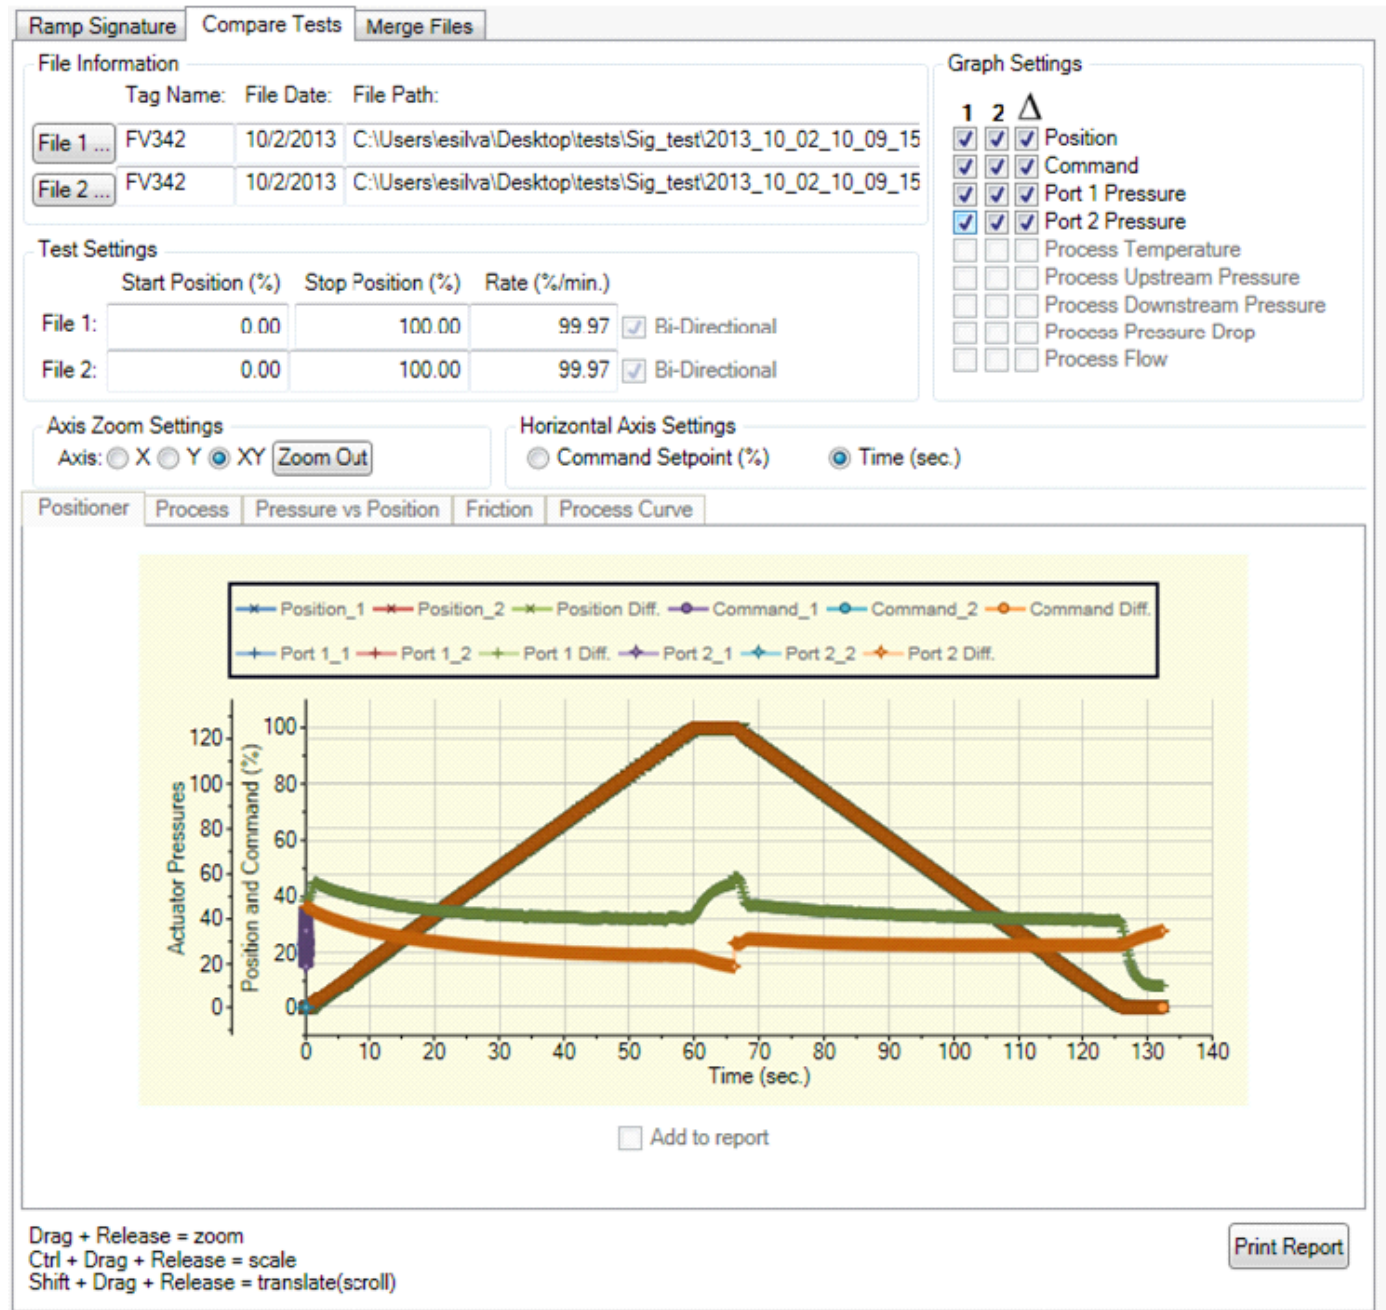 Ramp Signature Compare Tests Merge Files
File Information
Tag Name: File Date: File Path:
File 1 ... FV342 10/2/2013 C:\Users\esilva\Desktop\tests\Sig_test\2013_10_02_10_09_15
File 2 ... FV342 10/2/2013 C:\Users\esilva\Desktop\tests\Sig_test\2013_10_02_10_09_15
Graph Settings
1 2 Δ
Position
Command
Port 1 Pressure
Port 2 Pressure
Process Temperature
Process Upstream Pressure
Process Downstream Pressure
Process Pressure Drop
Process Flow
Test Settings
Start Position (%) Stop Position (%) Rate (%/min.)
File 1: 0.00 100.00 99.97 Bi-Directional
File 2: 0.00 100.00 99.97 Bi-Directional
Axis Zoom Settings
Axis: X Y XY Zoom Out
Horizontal Axis Settings
Command Setpoint (%) Time (sec.)
Positioner Process Pressure vs Position Friction Process Curve
Position_1 Position_2 Position Diff. Command_1 Command_2 Command Diff.
Port 1_1 Port 1_2 Port 1 Diff. Port 2_1 Port 2_2 Port 2 Diff.
Actuator Pressures
120
100
80
60
40
20
0
Position and Command (%)
100
80
60
40
20
0
0 10 20 30 40 50 60 70 80 90 100 110 120 130 140
Time (sec.)
Add to report
Drag + Release = zoom
Ctrl + Drag + Release = scale
Shift + Drag + Release = translate(scroll)
Print Report